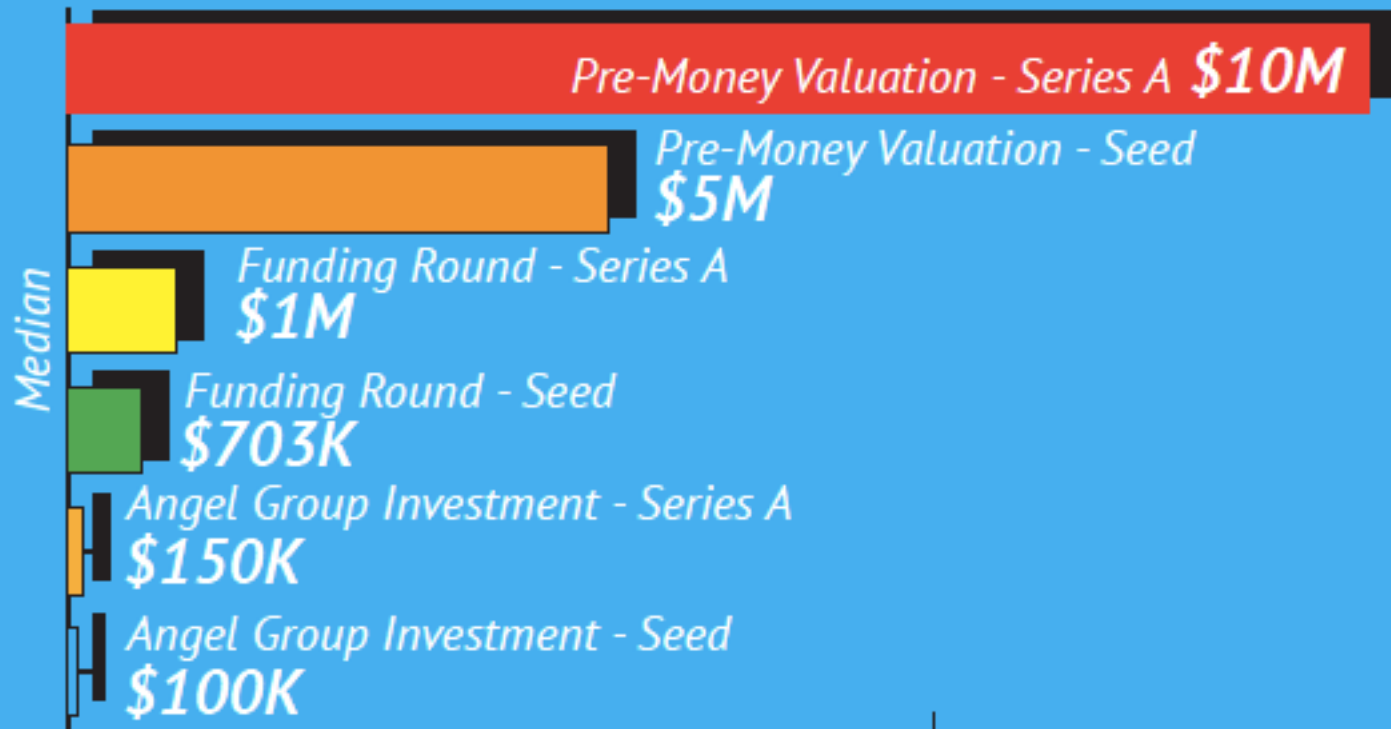 Pre-Money Valuation - Series A $10M
Pre-Money Valuation - Seed
$5M
Funding Round - Series A
$1M
Median
Funding Round - Seed
$703K
Angel Group Investment - Series A
$150K
Angel Group Investment - Seed
$100K